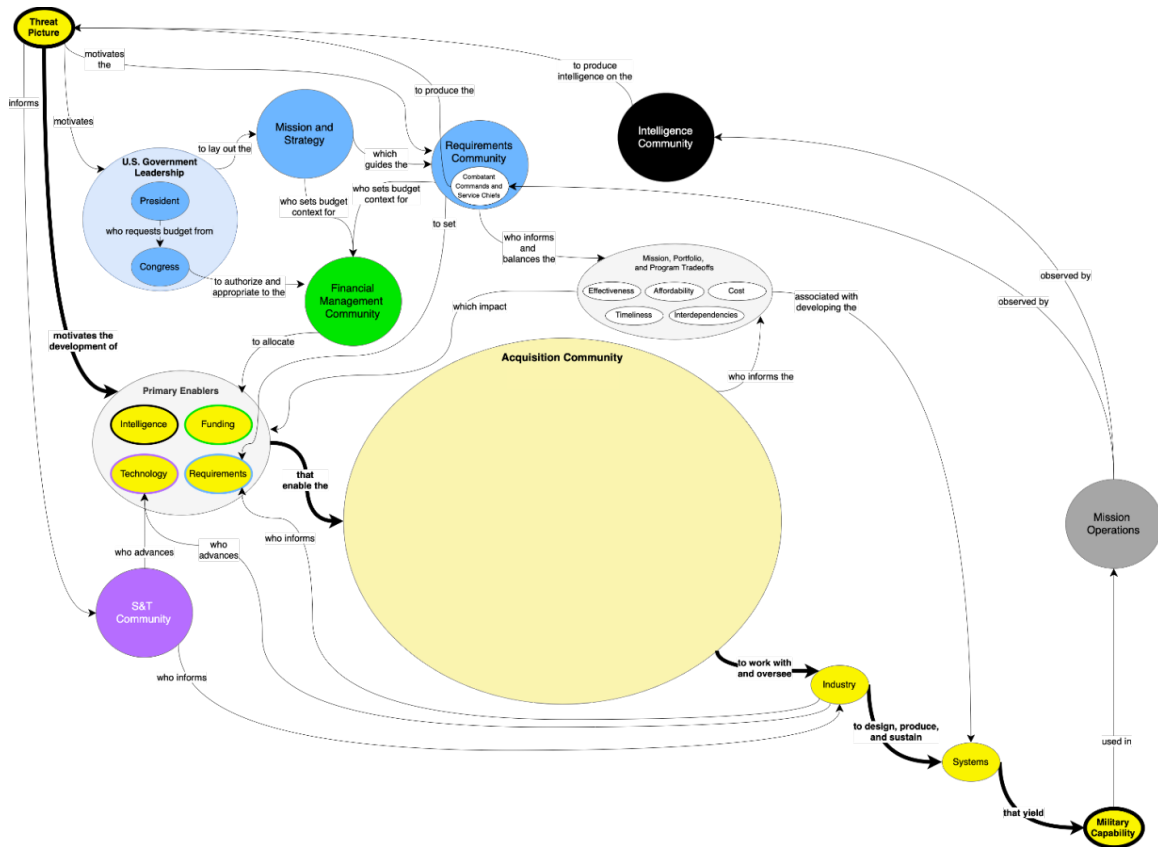 Threat
Picture
motivates
the
to produce
intelligence on the
informs
to produce the
motivates
Mission and
Strategy
Intelligence
Community
to lay out the
which
guides the
Requirements
Community
Combatant
Commands and
Service Chiefs
U.S. Government
Leadership
President
who requests budget from
Congress
who sets budget
context for
who sets budget
context for
to set
who informs
and
balances the
to authorize and
appropriate to the
Financial
Management
Community
Mission, Portfolio,
and Program Tradeoffs
Effectiveness
Affordability
Cost
Timeliness
Interdependencies
observed by
observed by
associated with
developing the
which impact
motivates the
development of
to allocate
Acquisition Community
who informs the
Primary Enablers
Intelligence
Funding
Technology
Requirements
that
enable the
Mission
Operations
who advances
who
advances
who informs
S&T
Community
who informs
to work with
and oversee
Industry
to design, produce,
and sustain
used in
Systems
that yield
Military
Capability